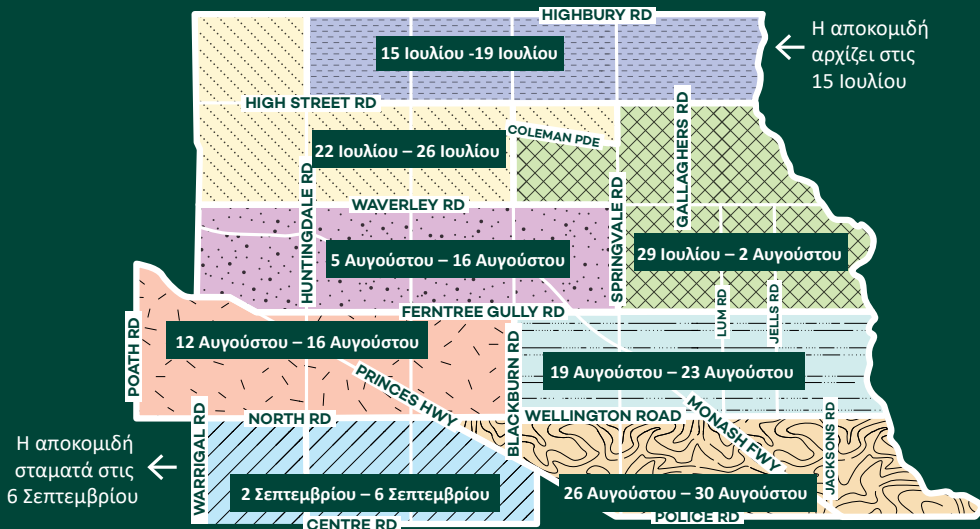 HIGHBURY RD
15 Ιουλίου -19 Ιουλίου
Η αποκομιδή
αρχίζει στις
15 Ιουλίου
HIGH STREET RD
COLEMAN PDE
GALLAGHERS RD
22 Ιουλίου – 26 Ιουλίου
HUNTINGDALE RD
WAVERLEY RD
SPRINGVALE RD
5 Αυγούστου – 16 Αυγούστου
29 Ιουλίου – 2 Αυγούστου
LUM RD
JELLS RD
FERNTREE GULLY RD
POATH RD
12 Αυγούστου – 16 Αυγούστου
PRINCES HWY
BLACKBURN RD
19 Αυγούστου – 23 Αυγούστου
MONASH FWY
WARRIGAL RD
NORTH RD
WELLINGTON ROAD
JACKSONS RD
Η αποκομιδή
σταματά στις
6 Σεπτεμβρίου
2 Σεπτεμβρίου – 6 Σεπτεμβρίου
26 Αυγούστου – 30 Αυγούστου
CENTRE RD
POLICE RD